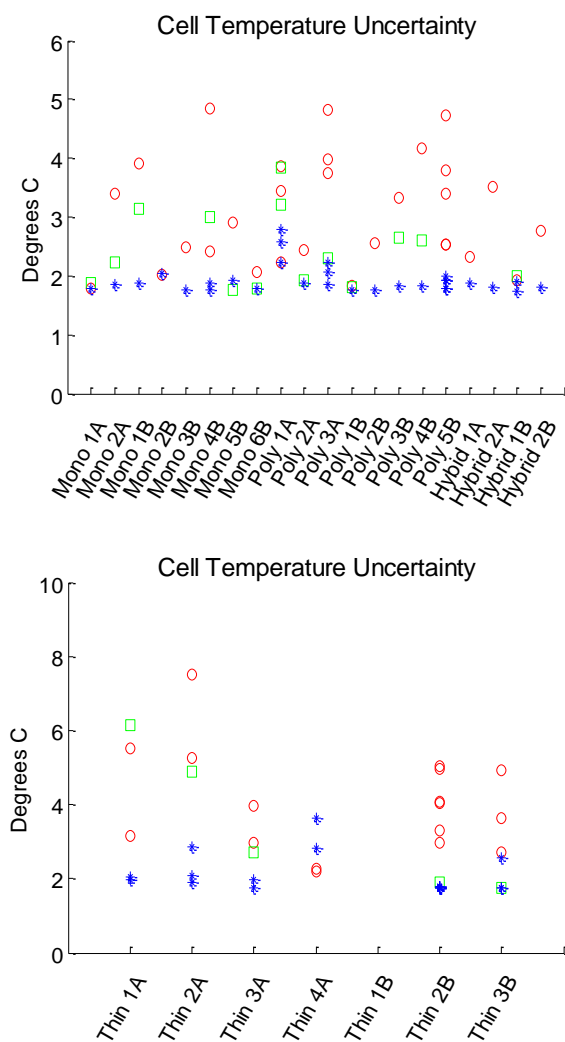 Cell Temperature Uncertainty
6
5
4
3
2
1
0
Degrees C
Mono 1A
Mono 2A
Mono 1B
Mono 2B
Mono 3B
Mono 4B
Mono 5B
Mono 6B
Poly 1A
Poly 2A
Poly 3A
Poly 1B
Poly 2B
Poly 3B
Poly 4B
Poly 5B
Hybrid 1A
Hybrid 2A
Hybrid 1B
Hybrid 2B
Cell Temperature Uncertainty
10
8
6
4
2
0
Degrees C
Thin 1A
Thin 2A
Thin 3A
Thin 4A
Thin 1B
Thin 2B
Thin 3B